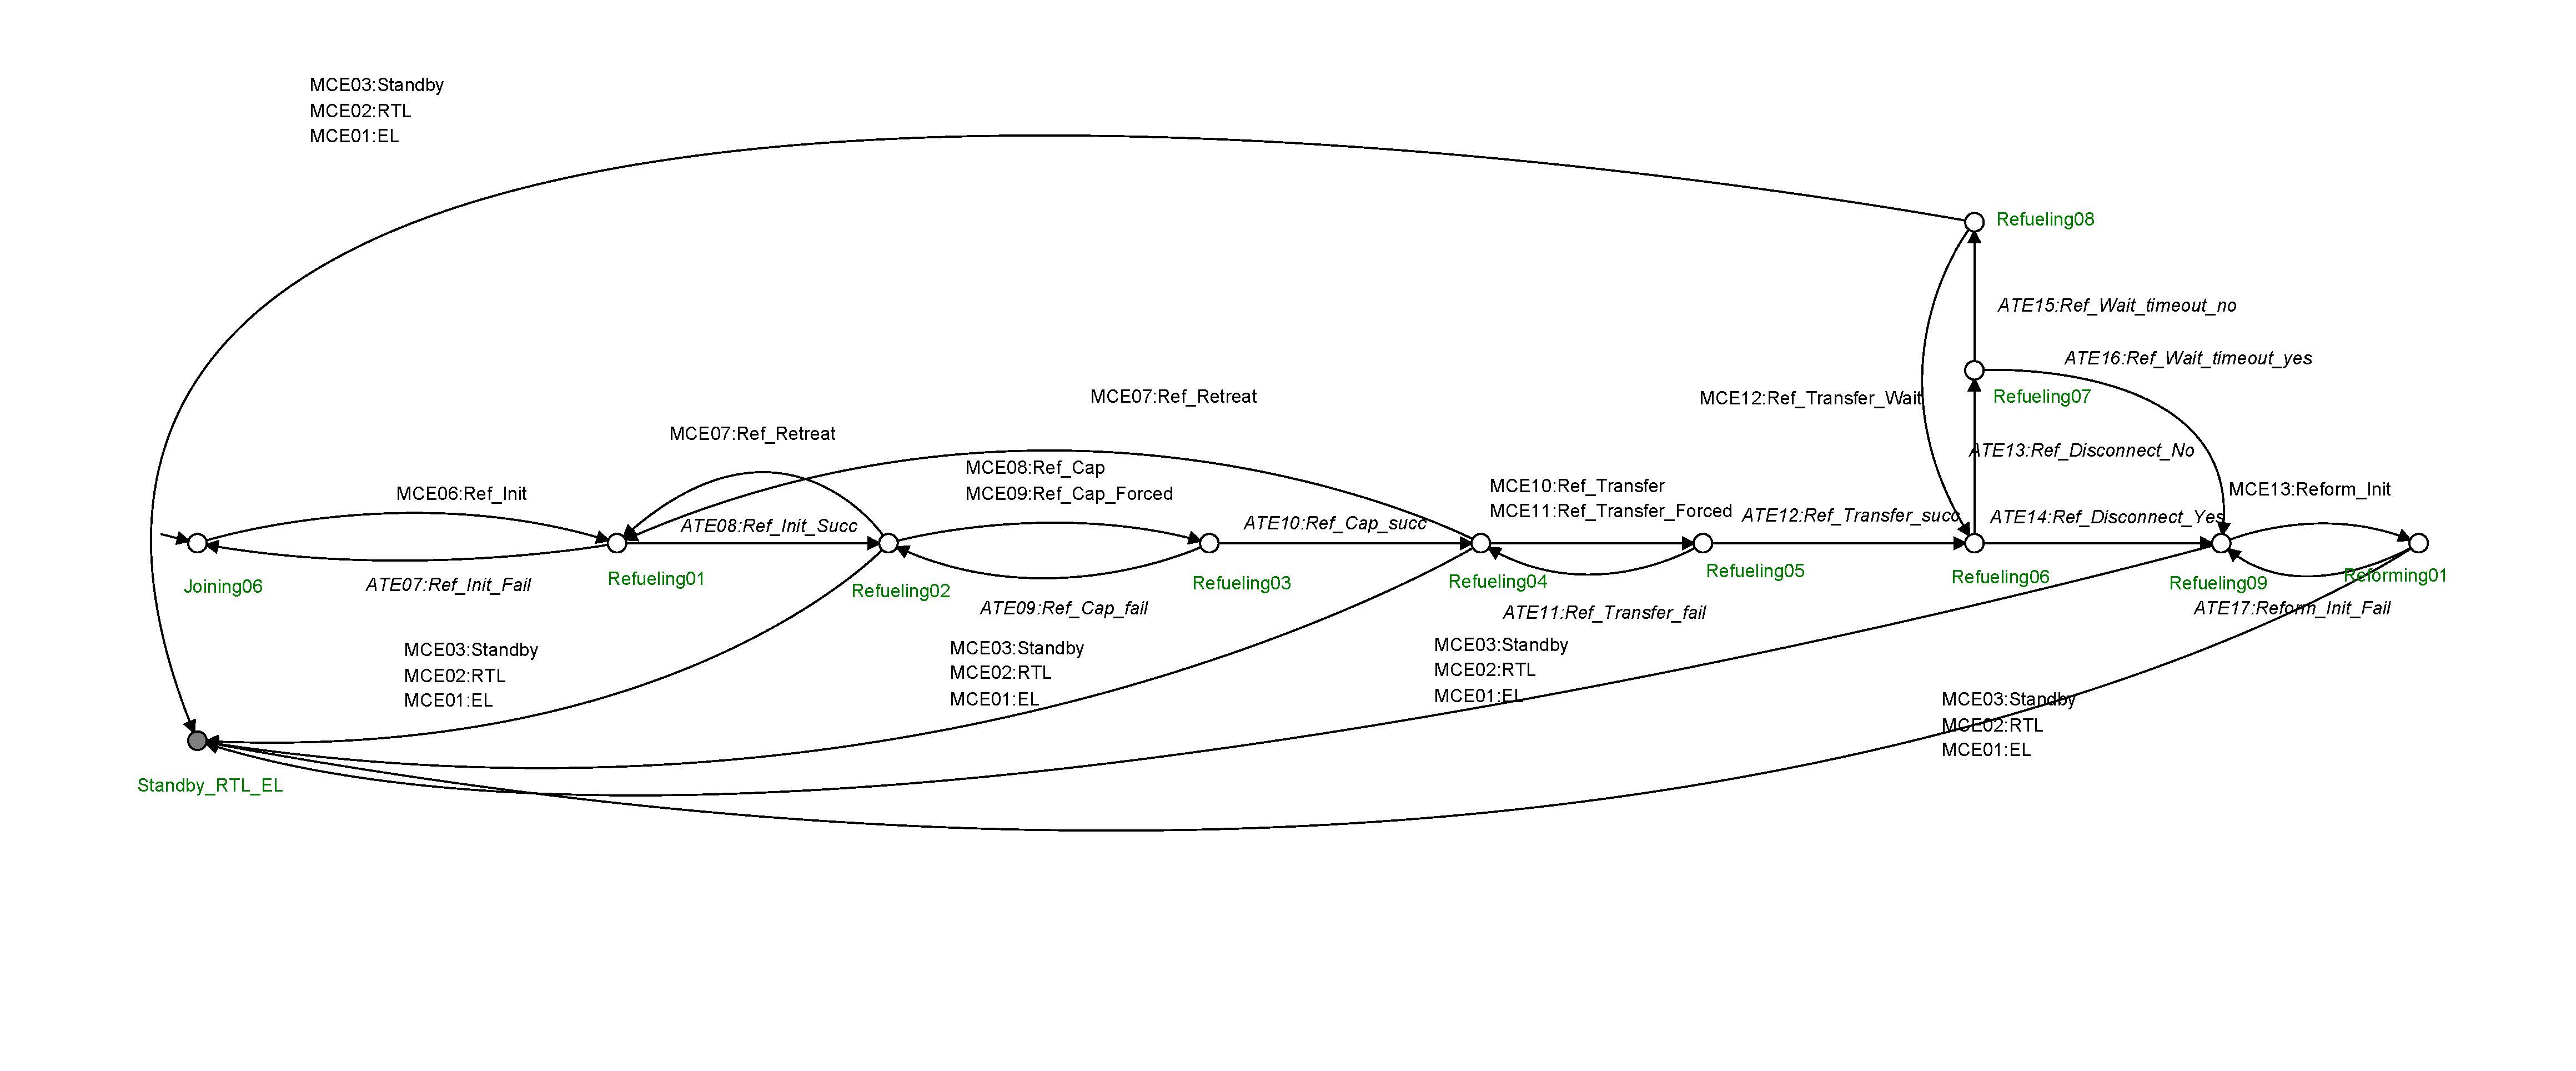 MCE03:Standby
MCE02:RTL
MCE01:EL
Refueling08
ATE15:Ref_Wait_timeout_no
ATE16:Ref_Wait_timeout_yes
MCE07:Ref_Retreat
MCE12:Ref_Transfer_Wait
Refueling07
MCE07:Ref_Retreat
ATE13:Ref_Disconnect_No
MCE08:Ref_Cap
MCE09:Ref_Cap_Forced
MCE06:Ref_Init
MCE10:Ref_Transfer
MCE11:Ref_Transfer_Forced
MCE13:Reform_Init
ATE08:Ref_Init_Succ
ATE10:Ref_Cap_succ
ATE12:Ref_Transfer_succ
ATE14:Ref_Disconnect_Yes
Joining06
ATE07:Ref_Init_Fail
Refueling01
Refueling02
Refueling03
Refueling04
Refueling05
Refueling06
Refueling09
Reforming01
ATE09:Ref_Cap_fail
ATE11:Ref_Transfer_fail
ATE17:Reform_Init_Fail
MCE03:Standby
MCE02:RTL
MCE01:EL
MCE03:Standby
MCE02:RTL
MCE01:EL
MCE03:Standby
MCE02:RTL
MCE01:EL
MCE03:Standby
MCE02:RTL
MCE01:EL
Standby_RTL_EL